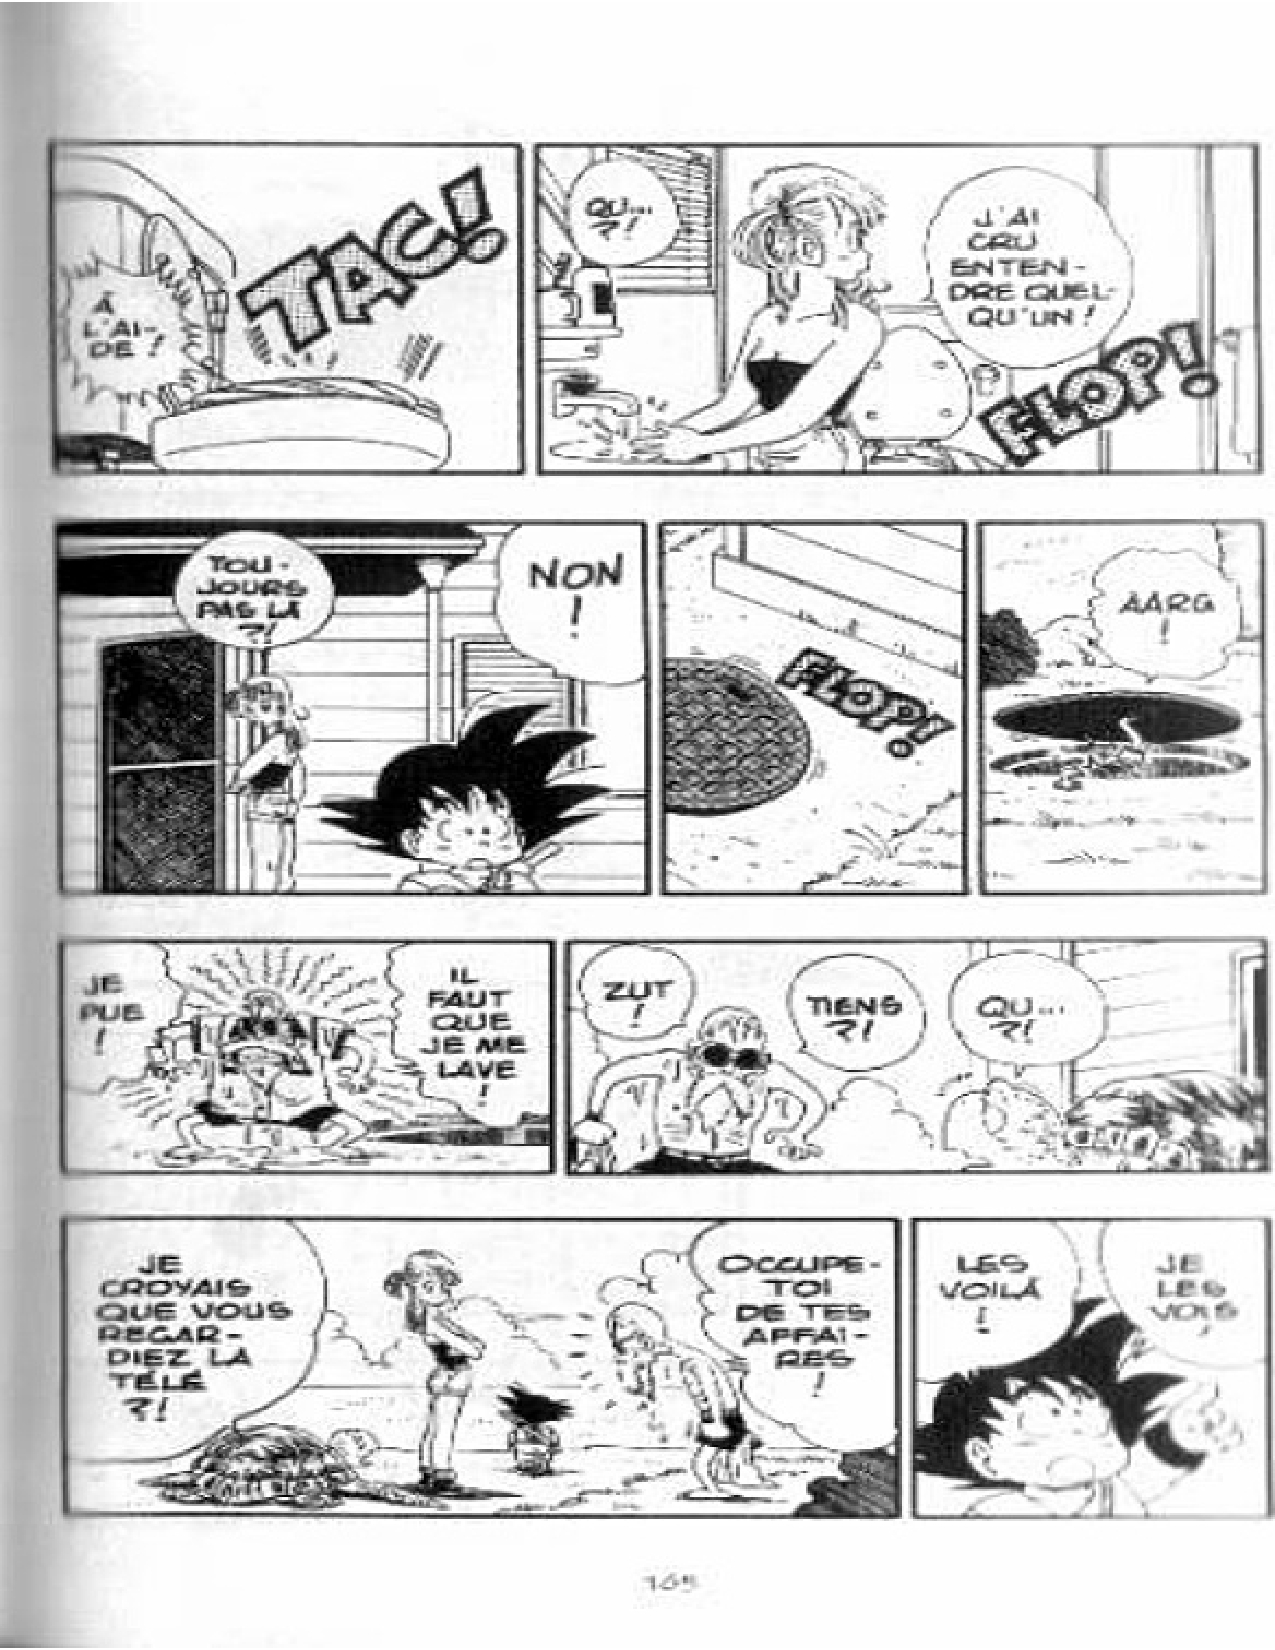 À
L'AI-
DE !
TAC!
QU...
?!
J'AI
CRU
ENTEN-
DRE QUEL-
QU'UN !
FLOP!
TOU-
JOURS
PAS LÀ
?!
NON
!
FLOP!
AARG
!
JE
PUE
!
IL
FAUT
QUE
JE ME
LAVE
!
ZUT
!
TIENS
?!
QU...
?!
JE
CROYAIS
QUE VOUS
REGAR-
DIEZ LA
TÉLÉ
?!
OCCUPE-
TOI
DE TES
AFFAI-
RES
!
LES
VOILÀ
!
JE
LES
VOIS
!
165